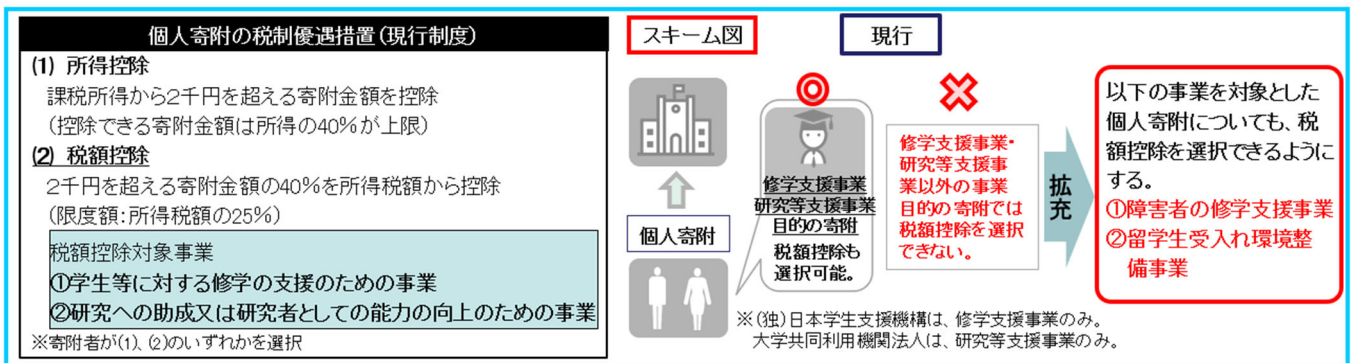 個人寄附の税制優遇措置(現行制度)
(1) 所得控除
課税所得から2千円を超える寄附金額を控除
(控除できる寄附金額は所得の40%が上限)
(2) 税額控除
2千円を超える寄附金額の40%を所得税額から控除
(限度額:所得税額の25%)
税額控除対象事業
①学生等に対する修学の支援のための事業
②研究への助成又は研究者としての能力の向上のための事業
※寄附者が(1)、(2)のいずれかを選択
スキーム図
現行
個人寄附
修学支援事業
研究等支援事業
目的の寄附
税額控除も
選択可能。
修学支援事業・
研究等支援事
業以外の事業
目的の寄附では
税額控除を選択
できない。
拡充
以下の事業を対象とした
個人寄附についても、税
額控除を選択できるように
する。
①障害者の修学支援事業
②留学生受入れ環境整
備事業
※(独)日本学生支援機構は、修学支援事業のみ。
大学共同利用機関法人は、研究等支援事業のみ。